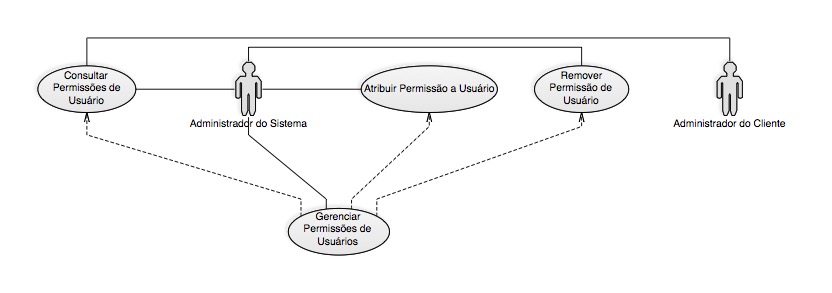 Consultar
Permissões de
Usuário
Administrador do Sistema
Atribuir Permissão a Usuário
Remover
Permissão de
Usuário
Administrador do Cliente
Gerenciar
Permissões de
Usuários